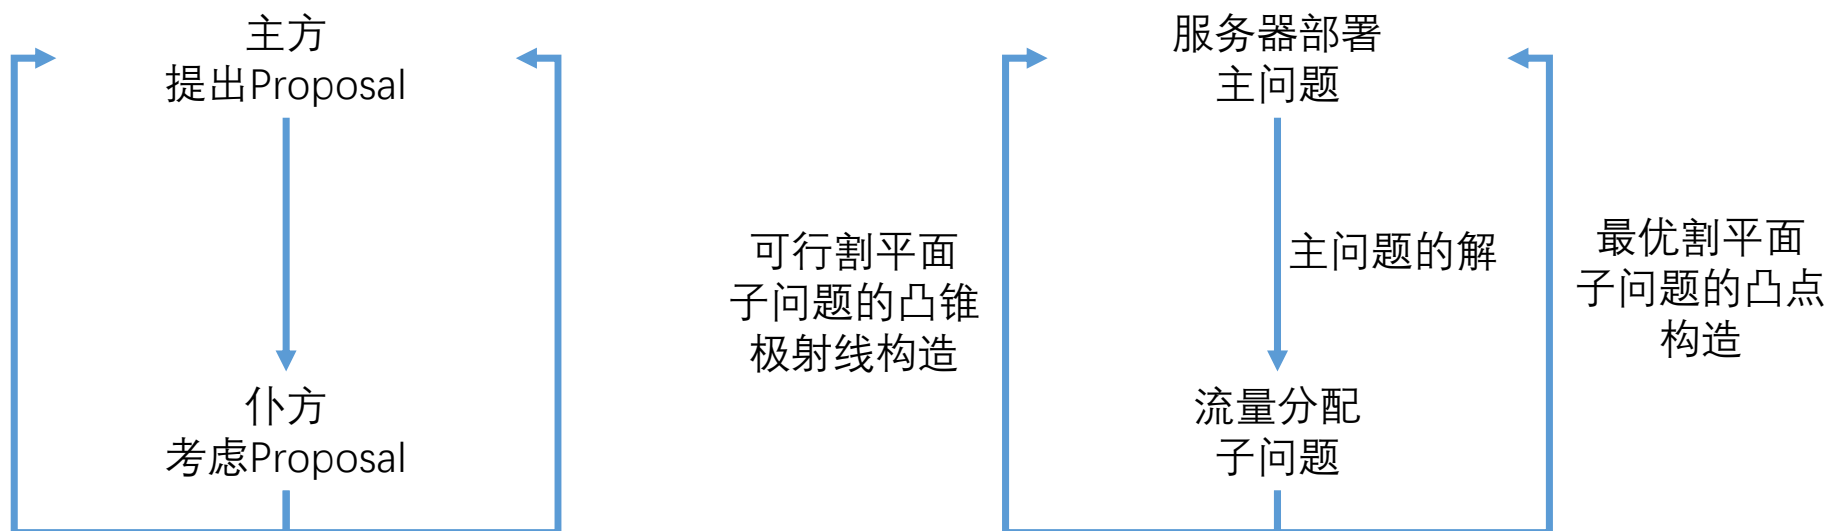 主方
提出Proposal
仆方
考虑Proposal
服务器部署
主问题
可行割平面
子问题的凸锥
极射线构造
主问题的解
最优割平面
子问题的凸点
构造
流量分配
子问题